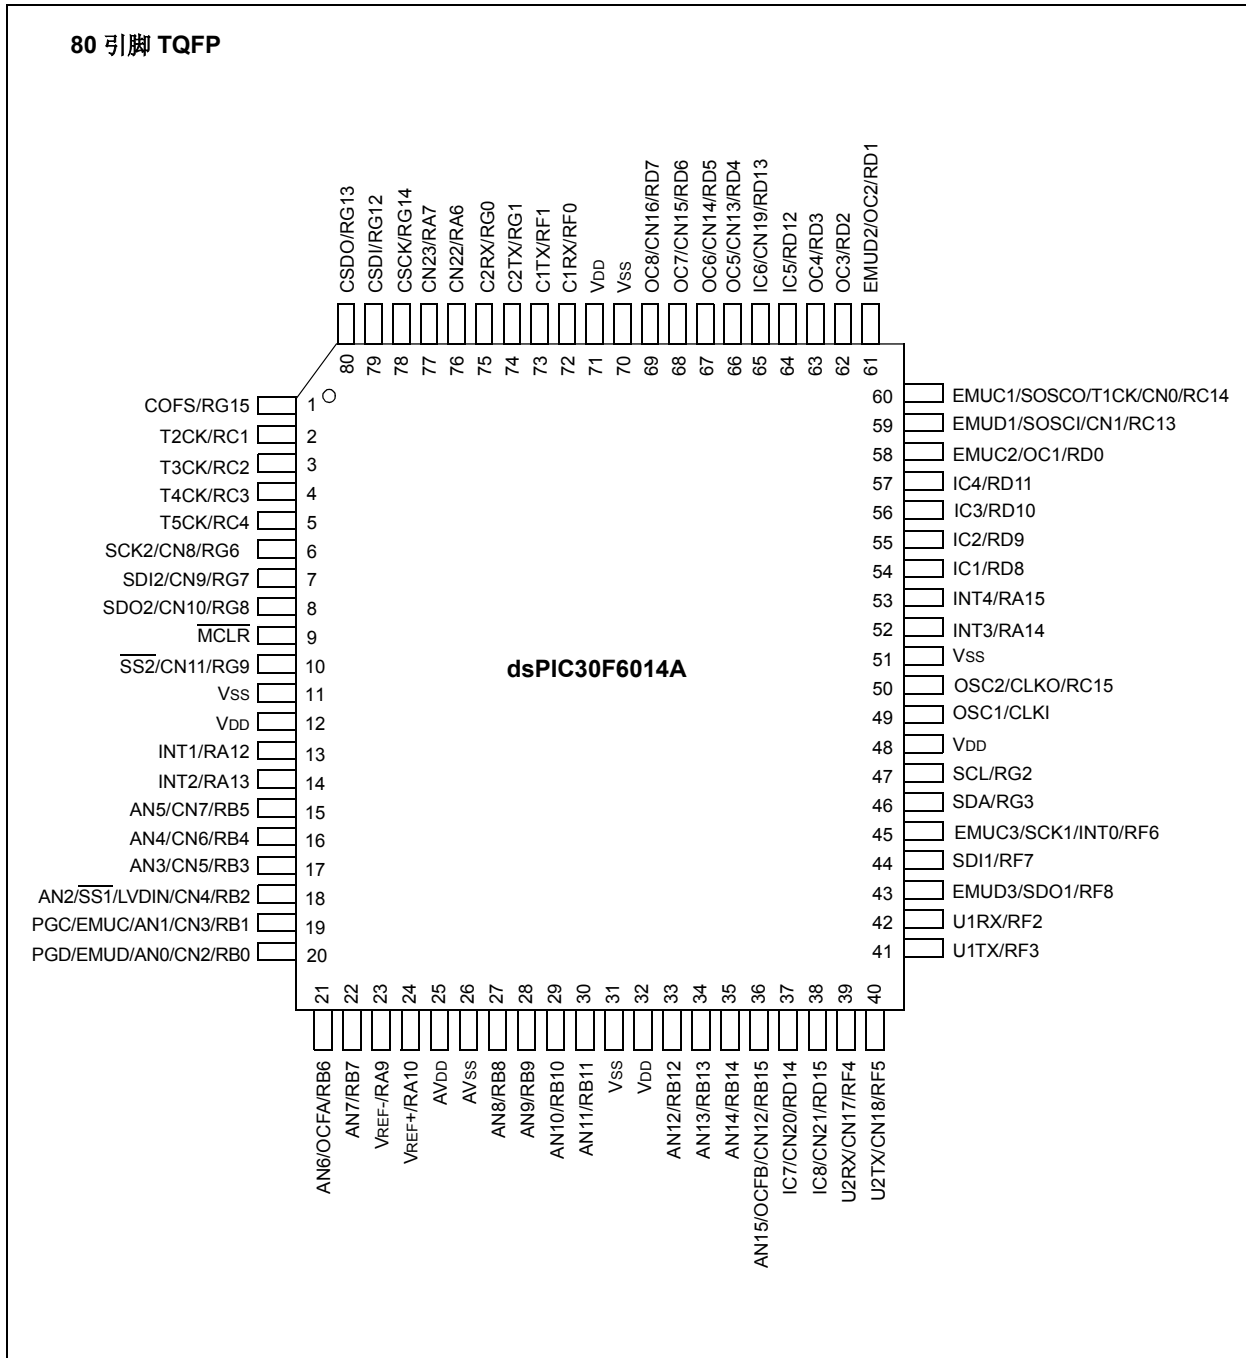 80 引脚 TQFP
CSDO/RG13
CSDI/RG12
CSCK/RG14
CN23/RA7
CN22/RA6
C2RX/RG0
C2TX/RG1
C1TX/RF1
C1RX/RF0
VDD
VSS
OC8/CN16/RD7
OC7/CN15/RD6
OC6/CN14/RD5
OC5/CN13/RD4
IC6/CN19/RD13
IC5/RD12
OC4/RD3
OC3/RD2
EMUD2/OC2/RD1
80
79
78
77
76
75
74
73
72
71
70
69
68
67
66
65
64
63
62
61
COFS/RG15 1
T2CK/RC1 2
T3CK/RC2 3
T4CK/RC3 4
T5CK/RC4 5
SCK2/CN8/RG6 6
SDI2/CN9/RG7 7
SDO2/CN10/RG8 8
MCLR 9
SS2/CN11/RG9 10
VSS 11
VDD 12
INT1/RA12 13
INT2/RA13 14
AN5/CN7/RB5 15
AN4/CN6/RB4 16
AN3/CN5/RB3 17
AN2/SS1/LVDIN/CN4/RB2 18
PGC/EMUC/AN1/CN3/RB1 19
PGD/EMUD/AN0/CN2/RB0 20
dsPIC30F6014A
60 EMUC1/SOSCO/T1CK/CN0/RC14
59 EMUD1/SOSCI/CN1/RC13
58 EMUC2/OC1/RD0
57 IC4/RD11
56 IC3/RD10
55 IC2/RD9
54 IC1/RD8
53 INT4/RA15
52 INT3/RA14
51 VSS
50 OSC2/CLKO/RC15
49 OSC1/CLKI
48 VDD
47 SCL/RG2
46 SDA/RG3
45 EMUC3/SCK1/INT0/RF6
44 SDI1/RF7
43 EMUD3/SDO1/RF8
42 U1RX/RF2
41 U1TX/RF3
21
22
23
24
25
26
27
28
29
30
31
32
33
34
35
36
37
38
39
40
AN6/OCFA/RB6
AN7/RB7
VREF-/RA9
VREF+/RA10
AVDD
AVSS
AN8/RB8
AN9/RB9
AN10/RB10
AN11/RB11
VSS
VDD
AN12/RB12
AN13/RB13
AN14/RB14
AN15/OCFB/CN12/RB15
IC7/CN20/RD14
IC8/CN21/RD15
U2RX/CN17/RF4
U2TX/CN18/RF5